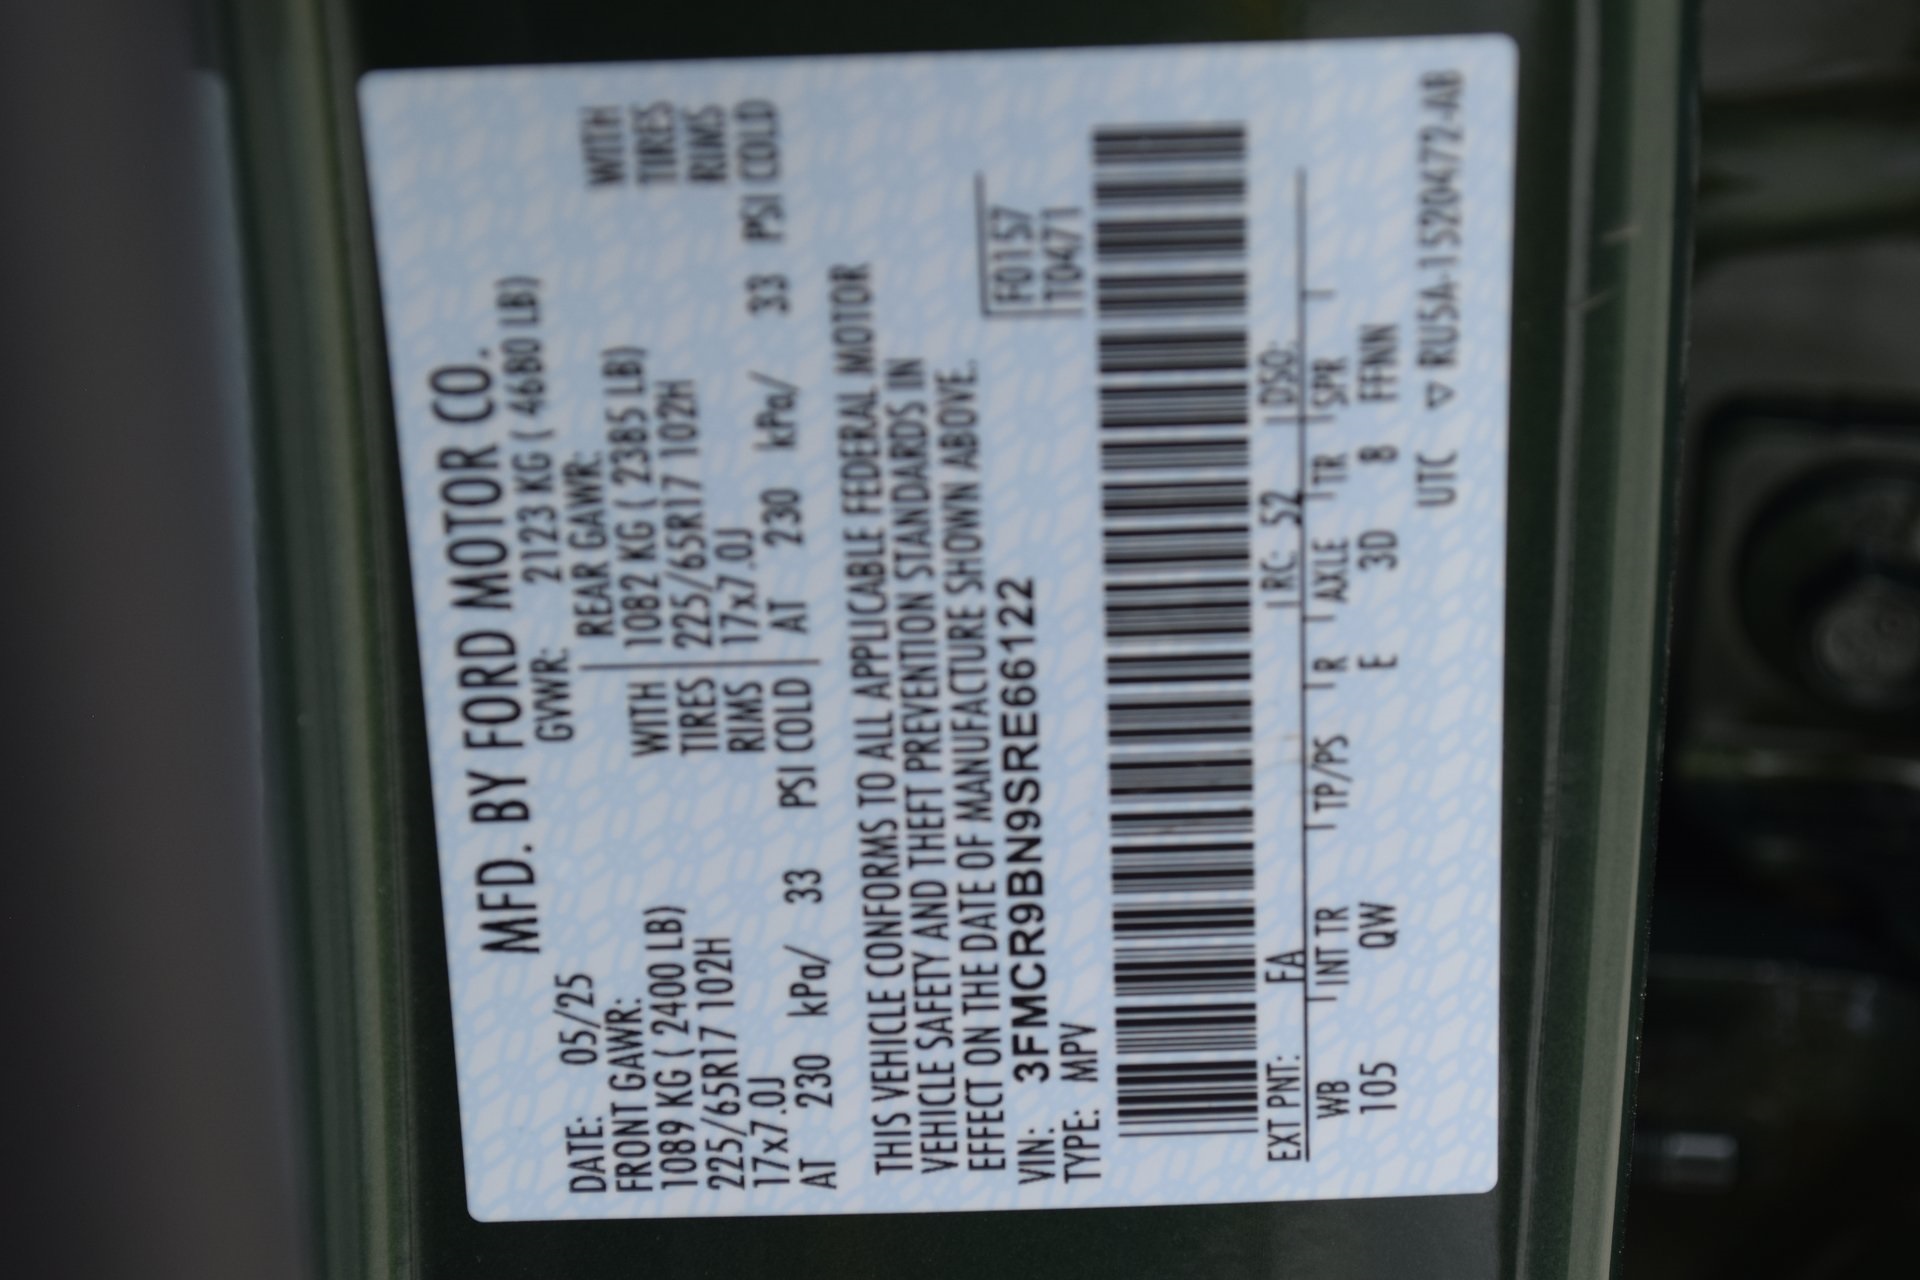 MFD. BY FORD MOTOR CO.
DATE: 05/25 GVWR: 2123 KG ( 4680 LB)
FRONT GAWR: REAR GAWR:
1089 KG ( 2400 LB) WITH 1082 KG ( 2385 LB) WITH
225/65R17 102H TIRES 225/65R17 102H TIRES
17x7.0J RIMS 17x7.0J RIMS
AT 230 kPa/ 33 PSI COLD AT 230 kPa/ 33 PSI COLD
THIS VEHICLE CONFORMS TO ALL APPLICABLE FEDERAL MOTOR
VEHICLE SAFETY AND THEFT PREVENTION STANDARDS IN
EFFECT ON THE DATE OF MANUFACTURE SHOWN ABOVE.
VIN: 3FMCR9BN9SRE66122 F0157
TYPE: MPV T0471
EXT PNT: FA RC: 52 DSO:
WB INT TR TP/PS R AXLE TR SPR
105 QW E 3D 8 FFNN
UTC ▽ RUSA-1520472-AB